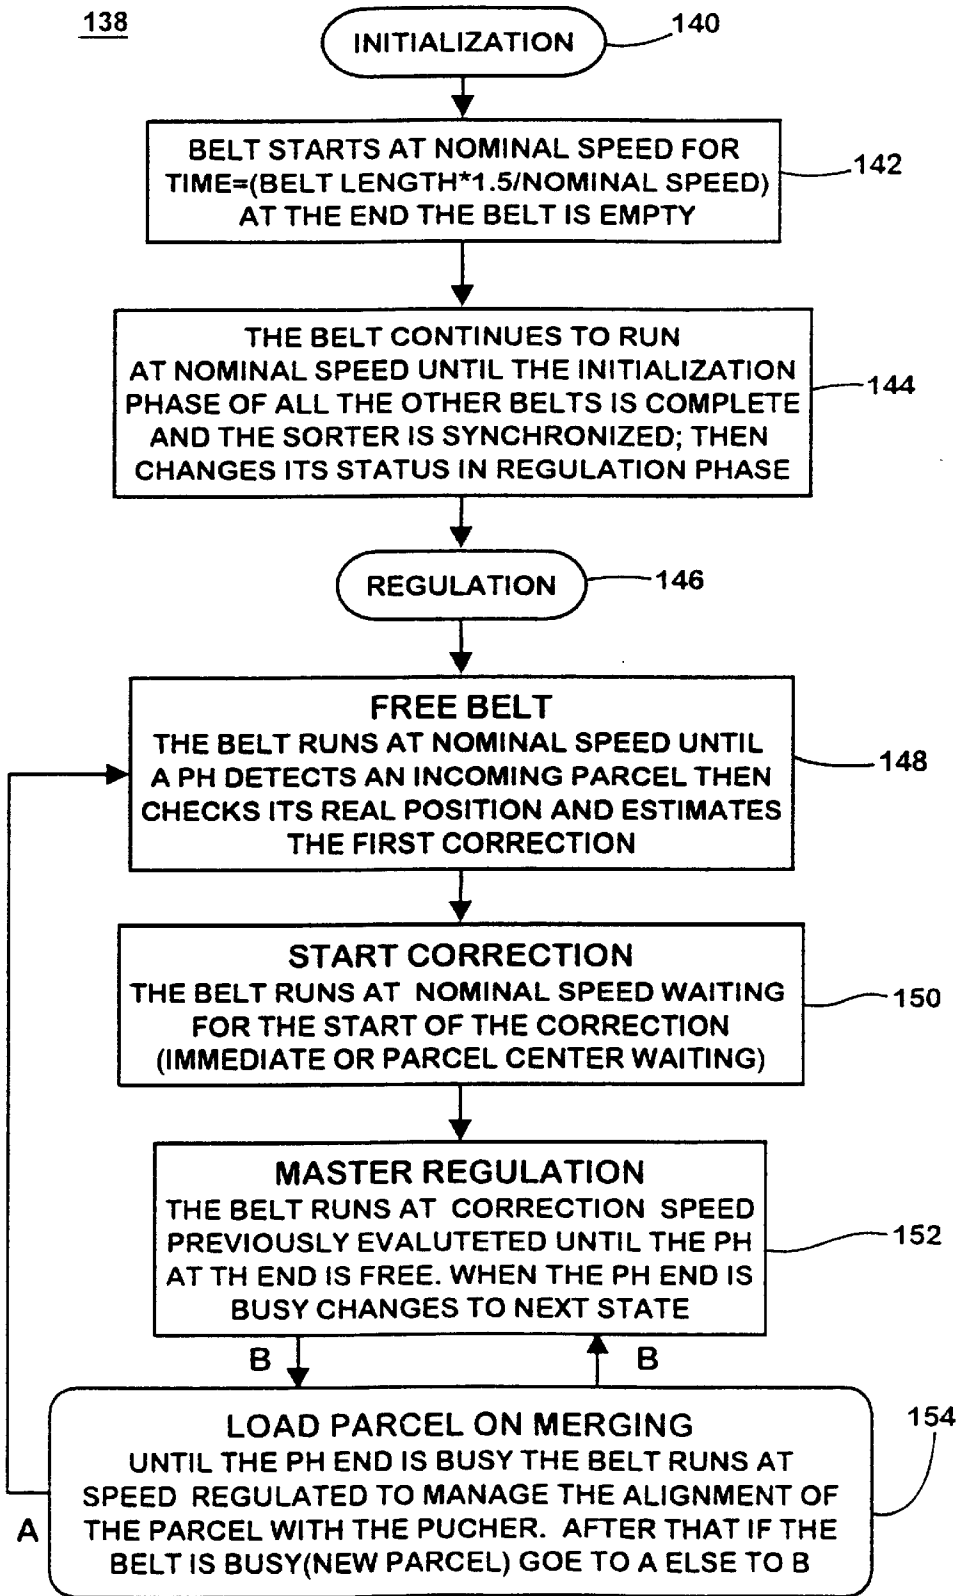 138
INITIALIZATION
140
BELT STARTS AT NOMINAL SPEED FOR
TIME=(BELT LENGTH*1.5/NOMINAL SPEED)
AT THE END THE BELT IS EMPTY
142
THE BELT CONTINUES TO RUN
AT NOMINAL SPEED UNTIL THE INITIALIZATION
PHASE OF ALL THE OTHER BELTS IS COMPLETE
AND THE SORTER IS SYNCHRONIZED; THEN
CHANGES ITS STATUS IN REGULATION PHASE
144
REGULATION
146
FREE BELT
THE BELT RUNS AT NOMINAL SPEED UNTIL
A PH DETECTS AN INCOMING PARCEL THEN
CHECKS ITS REAL POSITION AND ESTIMATES
THE FIRST CORRECTION
148
START CORRECTION
THE BELT RUNS AT NOMINAL SPEED WAITING
FOR THE START OF THE CORRECTION
(IMMEDIATE OR PARCEL CENTER WAITING)
150
MASTER REGULATION
THE BELT RUNS AT CORRECTION SPEED
PREVIOUSLY EVALUTETED UNTIL THE PH
AT TH END IS FREE. WHEN THE PH END IS
BUSY CHANGES TO NEXT STATE
152
B
B
LOAD PARCEL ON MERGING
UNTIL THE PH END IS BUSY THE BELT RUNS AT
SPEED REGULATED TO MANAGE THE ALIGNMENT OF
THE PARCEL WITH THE PUCHER. AFTER THAT IF THE
BELT IS BUSY(NEW PARCEL) GOE TO A ELSE TO B
154
A